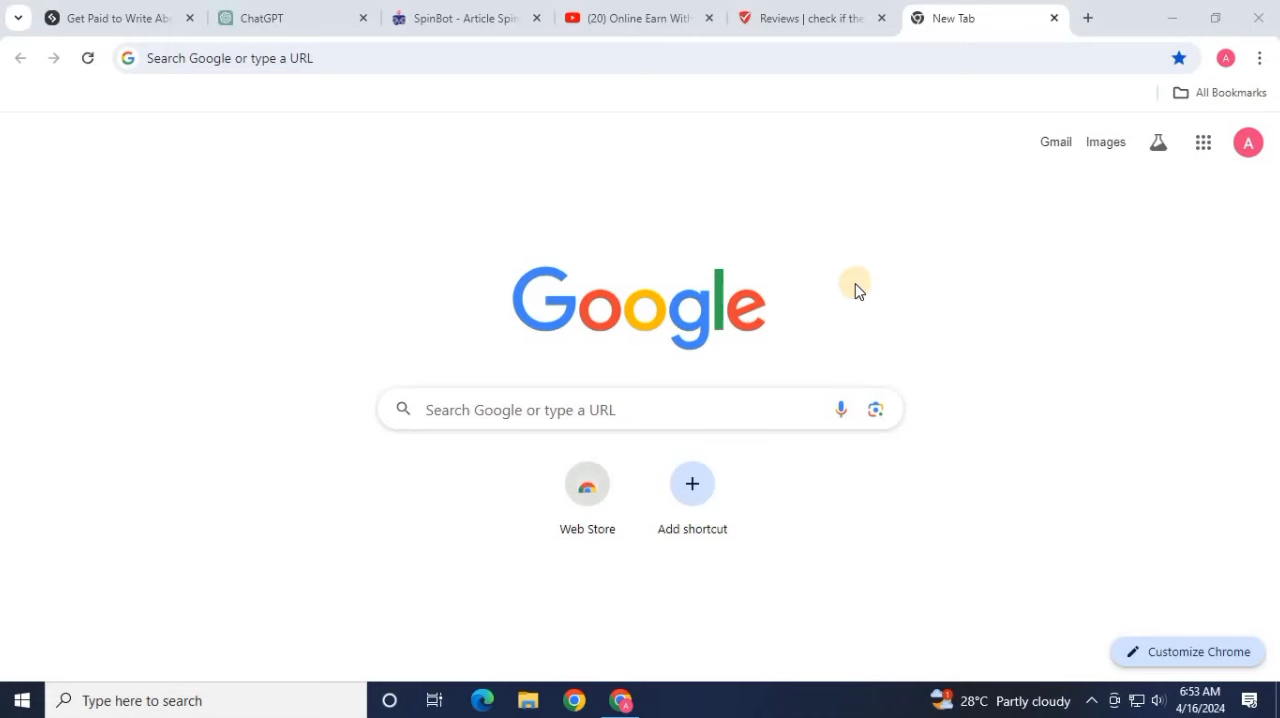 Get Paid to Write Abo
ChatGPT
SpinBot - Article Spin
(20) Online Earn With
Reviews | check if the
New Tab
Search Google or type a URL
A
All Bookmarks
Gmail
Images
A
Google
Search Google or type a URL
Web Store
Add shortcut
Customize Chrome
Type here to search
A
1
28°C Partly cloudy
6:53 AM
4/16/2024